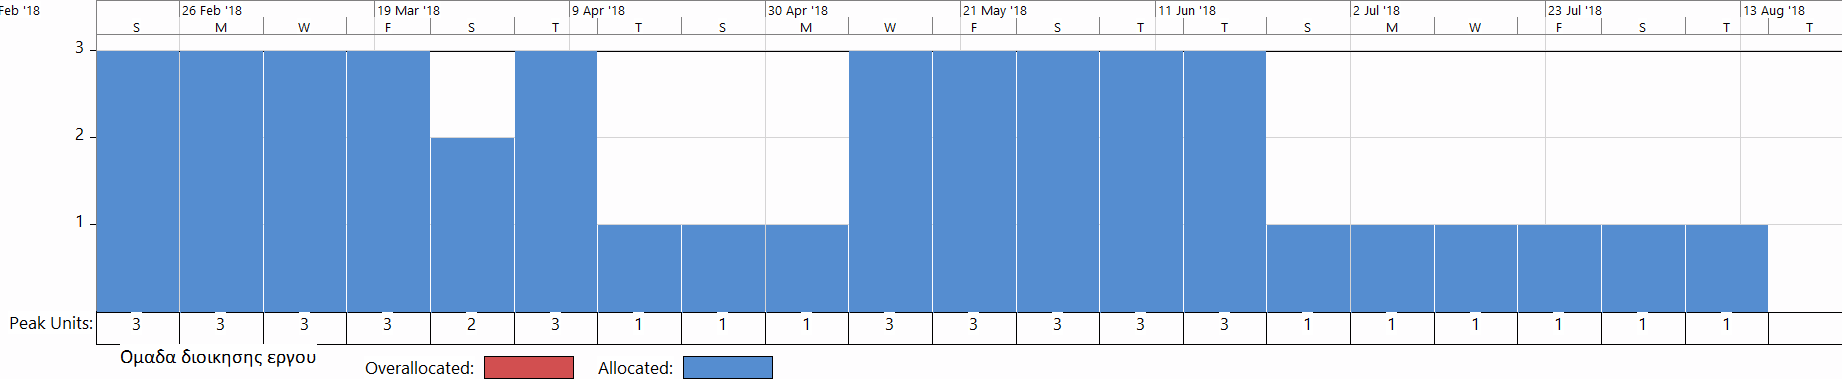 Feb '18 26 Feb '18 19 Mar '18 9 Apr '18 30 Apr '18 21 May '18 11 Jun '18 2 Jul '18 23 Jul '18 13 Aug '18
S M W F S T T S M W F S T T S M W F S T T
3
2
1
Peak Units: 3 3 3 3 2 3 1 1 1 3 3 3 3 3 1 1 1 1 1 1
Ομαδα διοικησης εργου
Overallocated: Allocated: